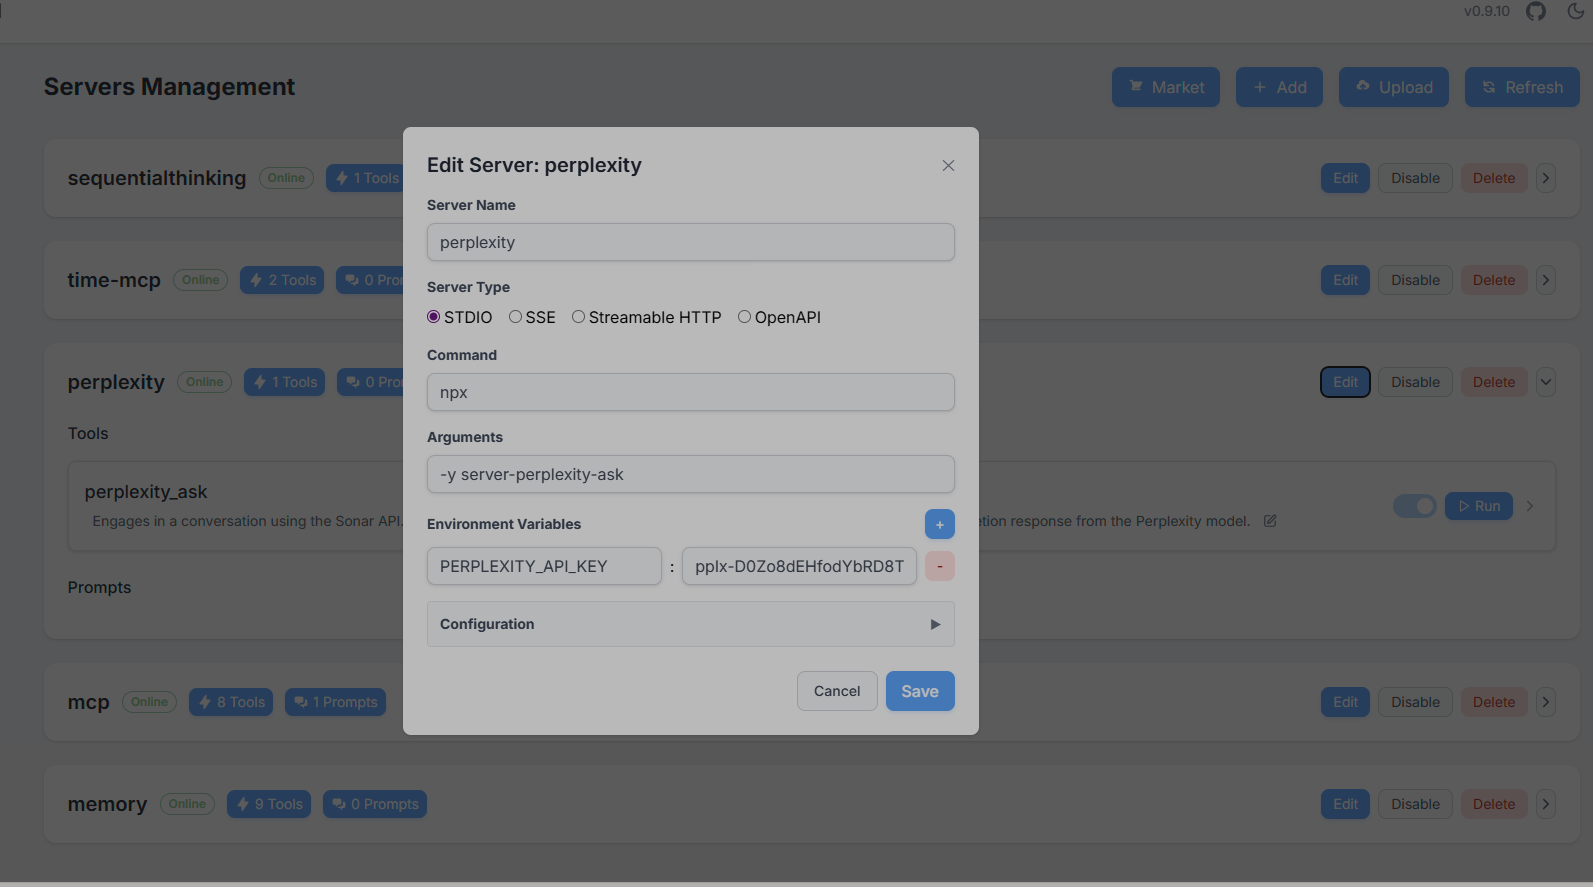 v0.9.10
Servers Management
Market
+ Add
Upload
Refresh
sequentialthinking
Online
1 Tools
Edit
Disable
Delete
time-mcp
Online
2 Tools
0 Pro
Edit
Disable
Delete
perplexity
Online
1 Tools
0 Pro
Edit
Disable
Delete
Tools
perplexity_ask
Engages in a conversation using the Sonar API.
response from the Perplexity model.
Run
Prompts
mcp
Online
8 Tools
1 Prompts
Edit
Disable
Delete
memory
Online
9 Tools
0 Prompts
Edit
Disable
Delete
Edit Server: perplexity
Server Name
perplexity
Server Type
STDIO
SSE
Streamable HTTP
OpenAPI
Command
npx
Arguments
-y server-perplexity-ask
Environment Variables
+
PERPLEXITY_API_KEY : pplx-D0Zo8dEHfodYbRD8T
-
Configuration
Cancel
Save